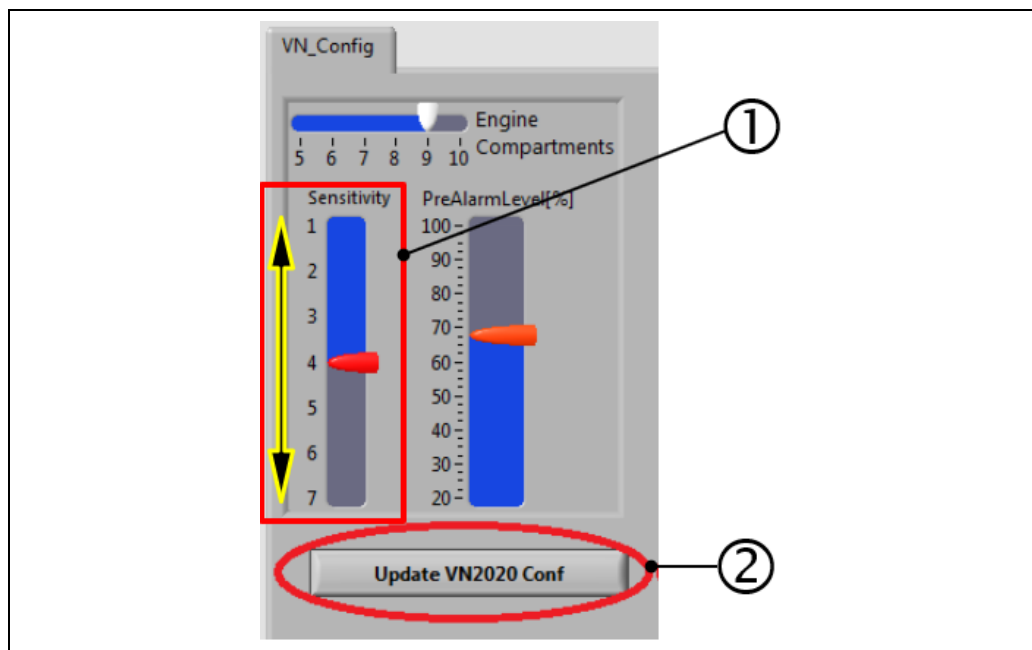 VN_Config
Engine
Compartments
5 6 7 8 9 10
Sensitivity
1
2
3
4
5
6
7
PreAlarmLevel[%]
100
90
80
70
60
50
40
30
20
Update VN2020 Conf
1
2